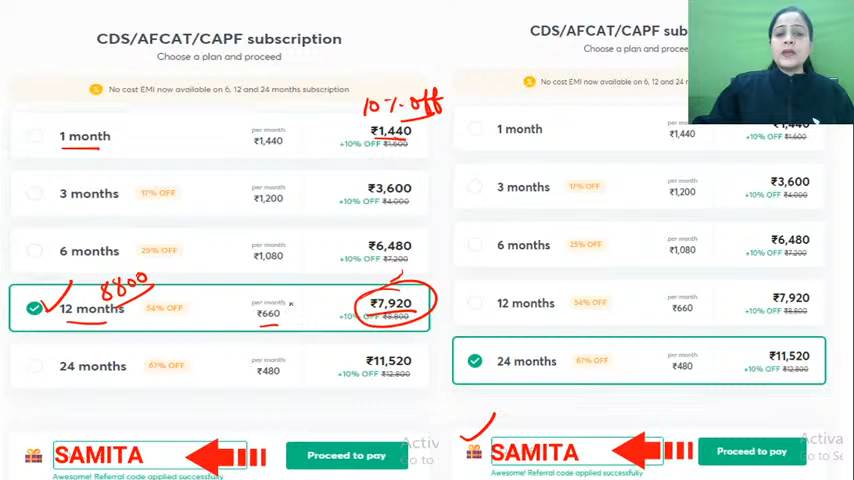 CDS/AFCAT/CAPF subscription
Choose a plan and proceed
No cost EMI now available on 6, 12 and 24 months subscription
10% off
1 month
per month
₹1,440
₹1,440
+10% OFF ₹1,600
3 months
17% OFF
per month
₹1,200
₹3,600
+10% OFF ₹4,000
6 months
25% OFF
per month
₹1,080
₹6,480
+10% OFF ₹7,200
8800
12 months
54% OFF
per month
₹660
₹7,920
+10% OFF ₹8,800
24 months
67% OFF
per month
₹480
₹11,520
+10% OFF ₹12,800
SAMITA
Proceed to pay
Awesome! Referral code applied successfully
Activ
Go to
CDS/AFCAT/CAPF sub
Choose a plan and proce
No cost EMI now available on 6, 12 and 24 months
1 month
per month
₹1,440
+10% OFF ₹1,600
3 months
17% OFF
per month
₹1,200
₹3,600
+10% OFF ₹4,000
6 months
25% OFF
per month
₹1,080
₹6,480
+10% OFF ₹7,200
12 months
54% OFF
per month
₹660
₹7,920
+10% OFF ₹8,800
24 months
67% OFF
per month
₹480
₹11,520
+10% OFF ₹12,800
SAMITA
Proceed to pay
Awesome! Referral code applied successfully
Activa
Go to Se